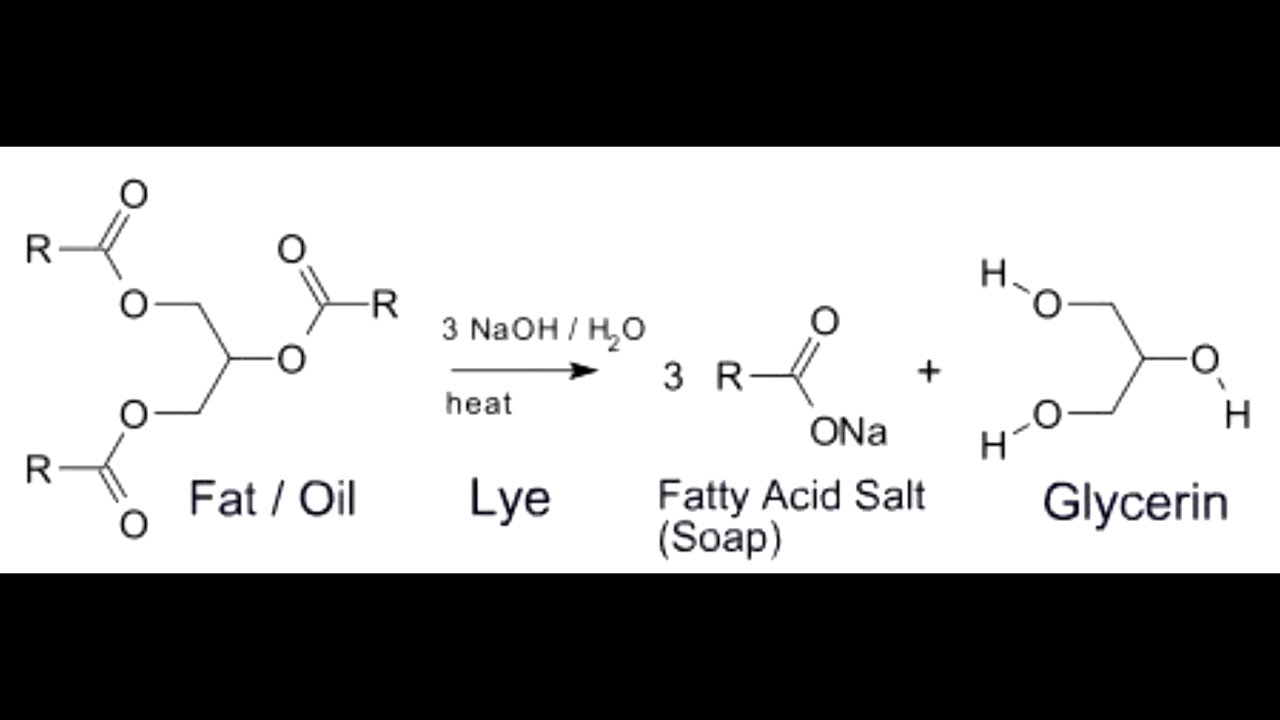 O
R
O
O
R
O
O
R
O
Fat / Oil
3 NaOH / H₂O
heat
Lye
3 R
O
ONa
Fatty Acid Salt
(Soap)
+
H
O
O
H
O
H
Glycerin